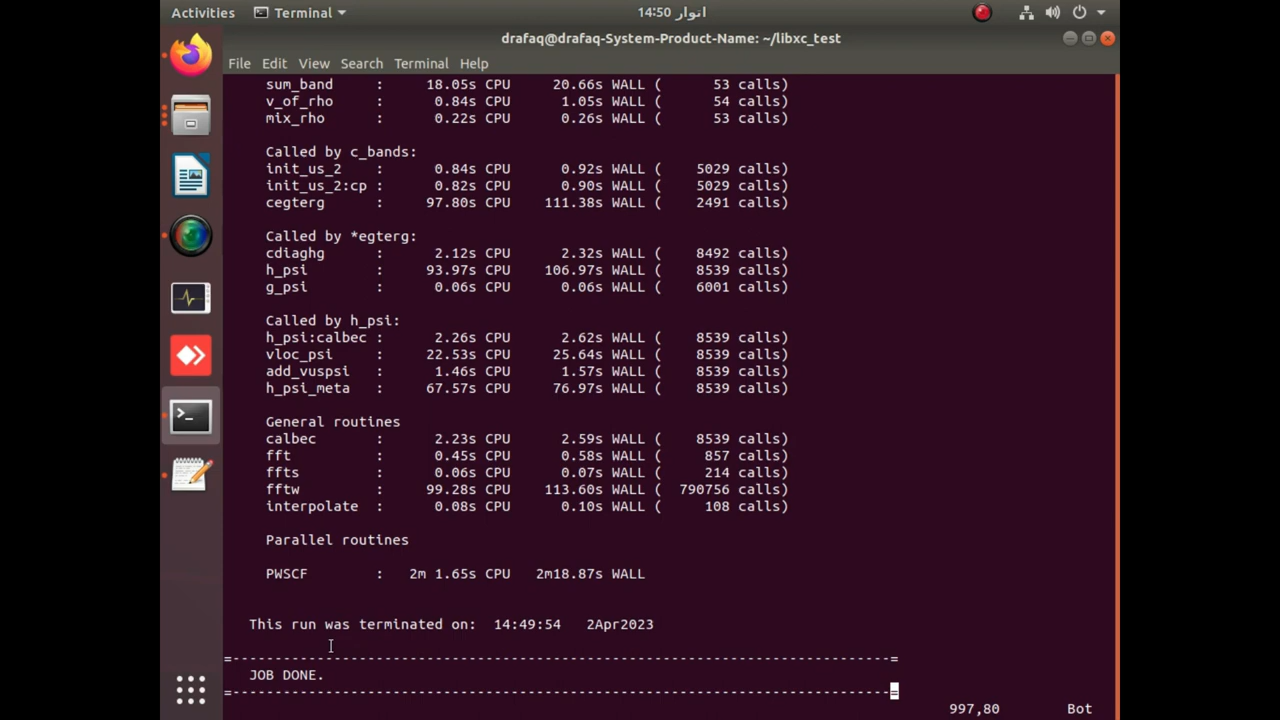 Activities Terminal 14:50 انوار
drafaq@drafaq-System-Product-Name: ~/libxc_test
File Edit View Search Terminal Help
sum_band : 18.05s CPU 20.66s WALL ( 53 calls)
v_of_rho : 0.84s CPU 1.05s WALL ( 54 calls)
mix_rho : 0.22s CPU 0.26s WALL ( 53 calls)
Called by c_bands:
init_us_2 : 0.84s CPU 0.92s WALL ( 5029 calls)
init_us_2:cp : 0.82s CPU 0.90s WALL ( 5029 calls)
cegterg : 97.80s CPU 111.38s WALL ( 2491 calls)
Called by *egterg:
cdiaghg : 2.12s CPU 2.32s WALL ( 8492 calls)
h_psi : 93.97s CPU 106.97s WALL ( 8539 calls)
g_psi : 0.06s CPU 0.06s WALL ( 6001 calls)
Called by h_psi:
h_psi:calbec : 2.26s CPU 2.62s WALL ( 8539 calls)
vloc_psi : 22.53s CPU 25.64s WALL ( 8539 calls)
add_vuspsi : 1.46s CPU 1.57s WALL ( 8539 calls)
h_psi_meta : 67.57s CPU 76.97s WALL ( 8539 calls)
General routines
calbec : 2.23s CPU 2.59s WALL ( 8539 calls)
fft : 0.45s CPU 0.58s WALL ( 857 calls)
ffts : 0.06s CPU 0.07s WALL ( 214 calls)
fftw : 99.28s CPU 113.60s WALL ( 790756 calls)
interpolate : 0.08s CPU 0.10s WALL ( 108 calls)
Parallel routines
PWSCF : 2m 1.65s CPU 2m18.87s WALL
This run was terminated on: 14:49:54 2Apr2023
=------------------------------------------------------------------------------=
JOB DONE.
=------------------------------------------------------------------------------=
997,80 Bot